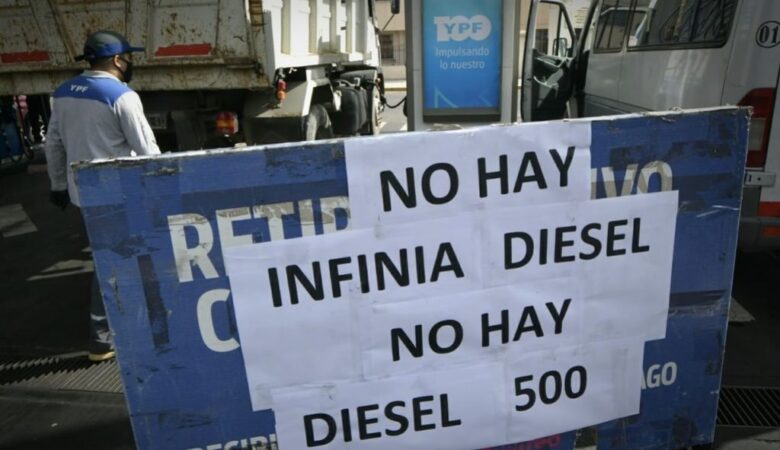 YPF
Impulsando
lo nuestro
01
YPF
NO HAY
INFINIA DIESEL
NO HAY
DIESEL 500